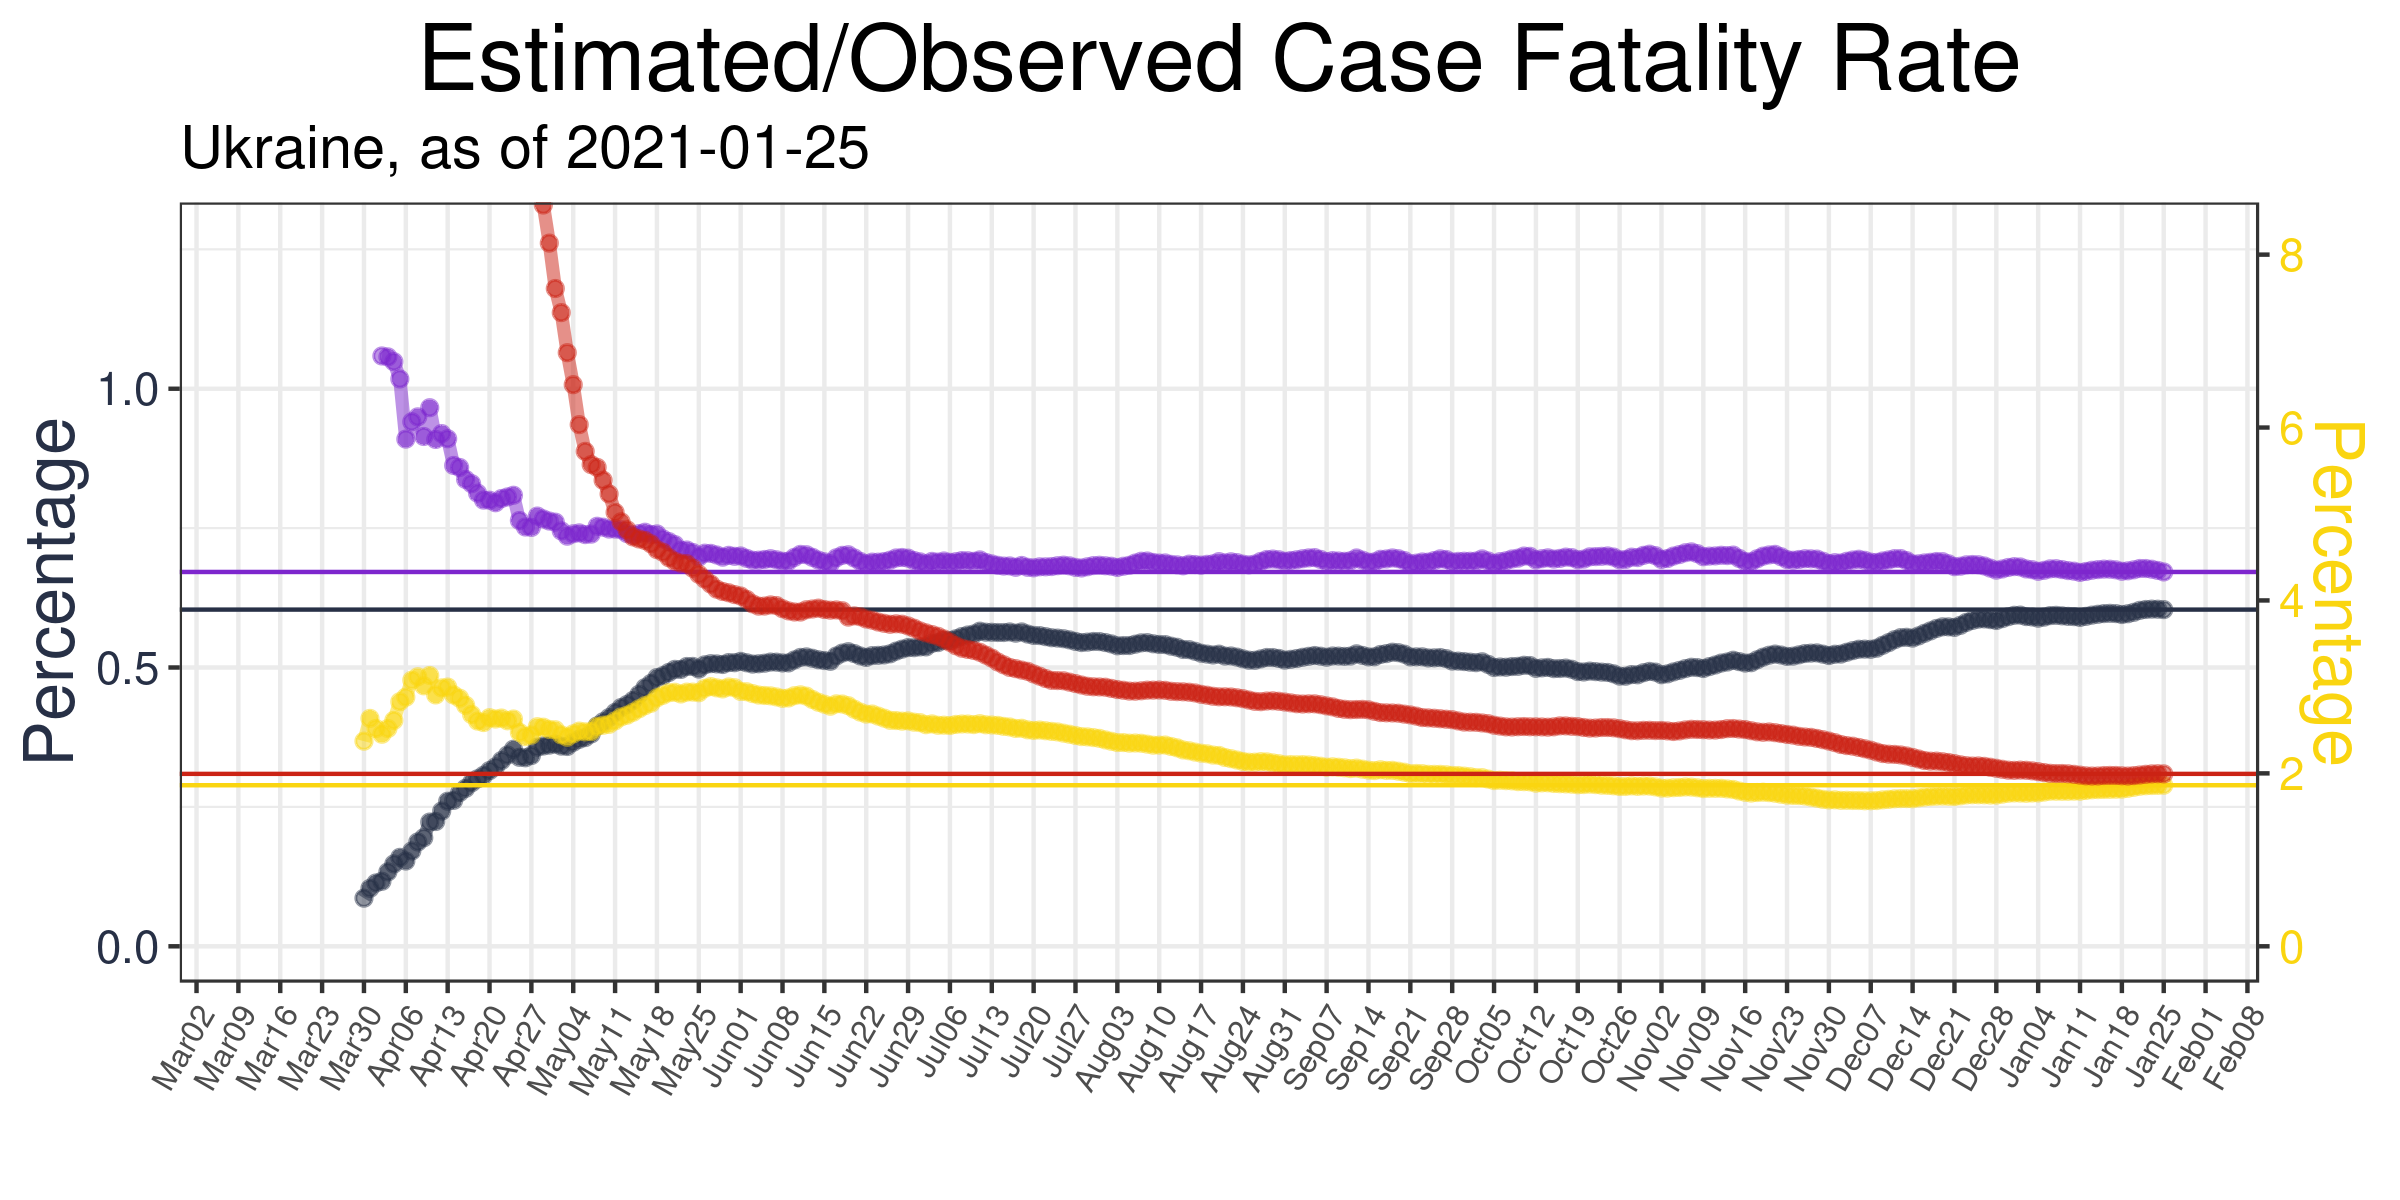 Estimated/Observed Case Fatality Rate
Ukraine, as of 2021-01-25
Percentage
1.0
0.5
0.0
8
6
4
2
0
Percentage
Mar02
Mar09
Mar16
Mar23
Mar30
Apr06
Apr13
Apr20
Apr27
May04
May11
May18
May25
Jun01
Jun08
Jun15
Jun22
Jun29
Jul06
Jul13
Jul20
Jul27
Aug03
Aug10
Aug17
Aug24
Aug31
Sep07
Sep14
Sep21
Sep28
Oct05
Oct12
Oct19
Oct26
Nov02
Nov09
Nov16
Nov23
Nov30
Dec07
Dec14
Dec21
Dec28
Jan04
Jan11
Jan18
Jan25
Feb01
Feb08